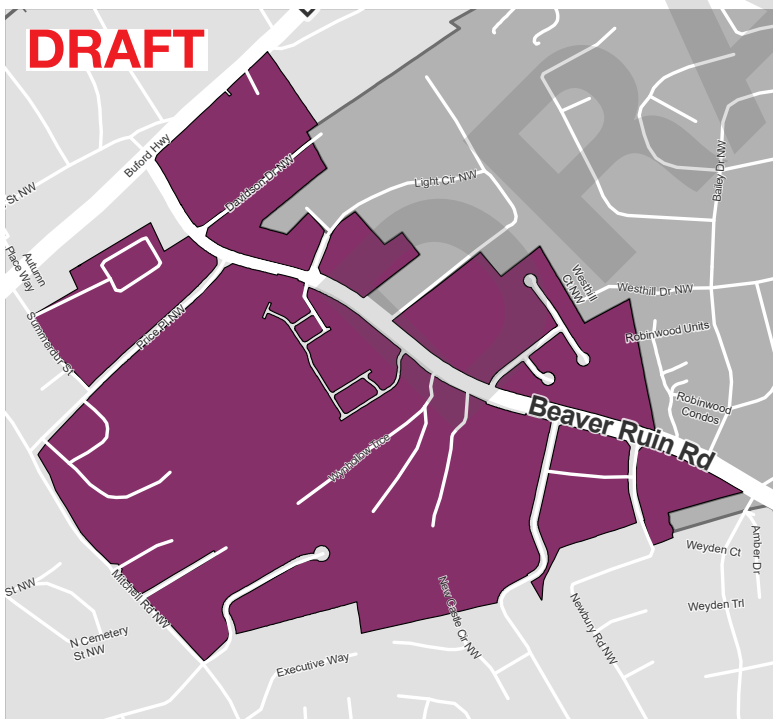 DRAFT
Buford Hwy
St NW
Davidson Dr NW
Light Cir NW
Bailey Dr NW
Autumn
Place Way
Westhill
Ct NW
Westhill Dr NW
Summerour St
Price Pl NW
Robinwood Units
Robinwood
Condos
Beaver Ruin Rd
Wynhollow Trce
Weyden Ct
Amber Dr
Mitchell Rd NW
St NW
New Castle Cir NW
Newbury Rd NW
Weyden Trl
N Cemetery
St NW
Executive Way